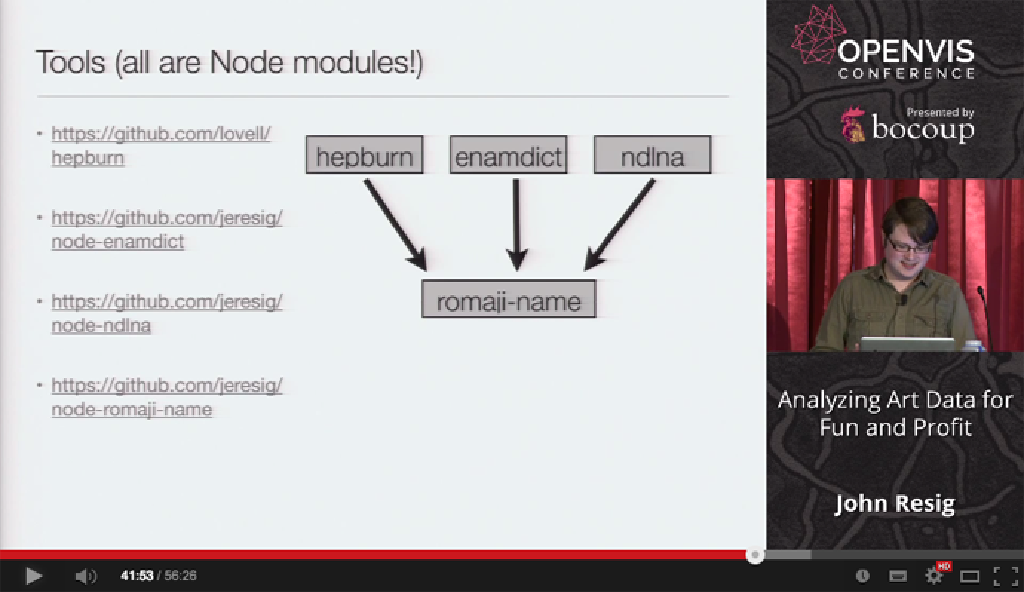 Tools (all are Node modules!)
• https://github.com/lovell/
hepburn
• https://github.com/jeresig/
node-enamdict
• https://github.com/jeresig/
node-ndlna
• https://github.com/jeresig/
node-romaji-name
hepburn
enamdict
ndlna
romaji-name
OPENVIS
CONFERENCE
Presented by
bocoup
Analyzing Art Data for
Fun and Profit
John Resig
41:53 / 56:26
HD